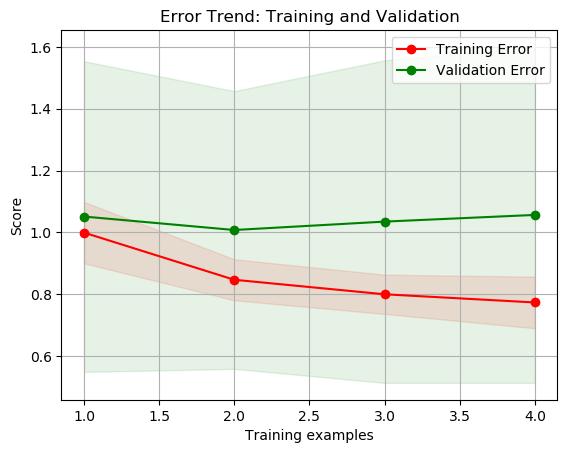 Error Trend: Training and Validation
Training Error
Validation Error
Score
1.6
1.4
1.2
1.0
0.8
0.6
1.0 1.5 2.0 2.5 3.0 3.5 4.0
Training examples